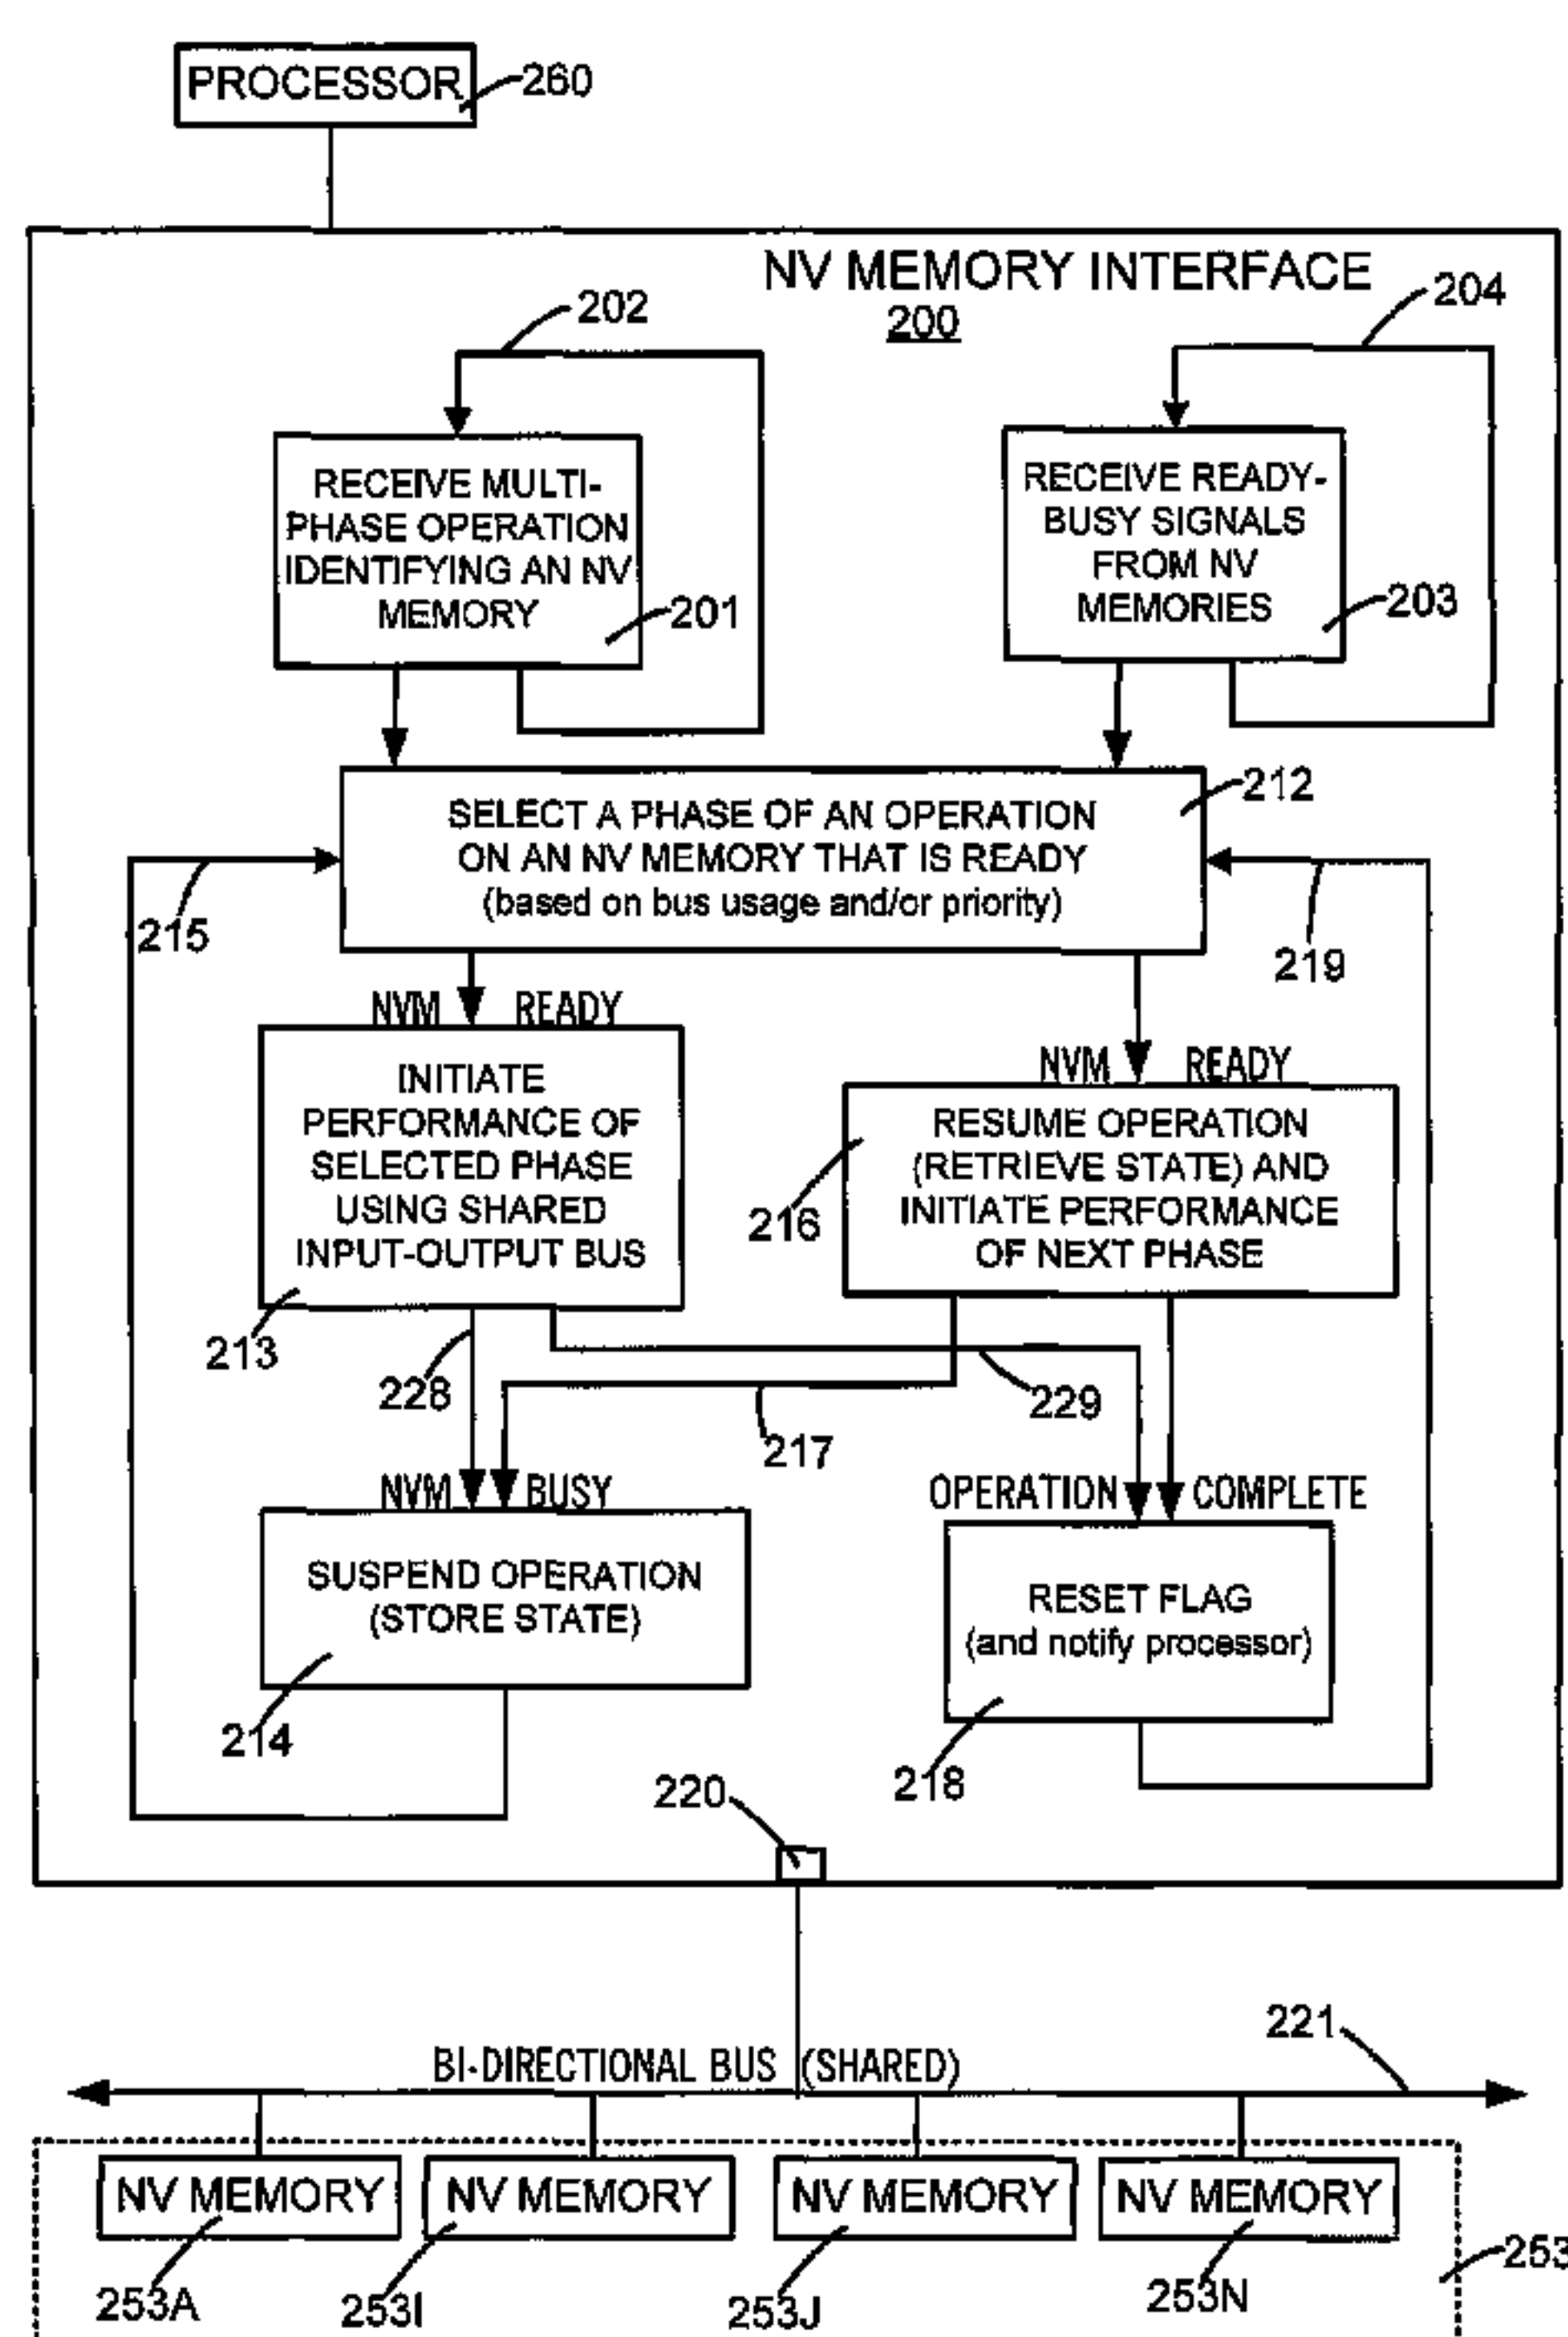 PROCESSOR
260
NV MEMORY INTERFACE
200
202
204
RECEIVE MULTI-
PHASE OPERATION
IDENTIFYING AN NV
MEMORY
201
RECEIVE READY-
BUSY SIGNALS
FROM NV
MEMORIES
203
SELECT A PHASE OF AN OPERATION
ON AN NV MEMORY THAT IS READY
(based on bus usage and/or priority)
212
215
219
NVM READY
INITIATE
PERFORMANCE OF
SELECTED PHASE
USING SHARED
INPUT-OUTPUT BUS
213
NVM READY
RESUME OPERATION
(RETRIEVE STATE) AND
INITIATE PERFORMANCE
OF NEXT PHASE
216
228
229
217
NVM BUSY
SUSPEND OPERATION
(STORE STATE)
214
OPERATION COMPLETE
RESET FLAG
(and notify processor)
218
220
221
BI-DIRECTIONAL BUS (SHARED)
NV MEMORY
NV MEMORY
NV MEMORY
NV MEMORY
253
253A
253I
253J
253N